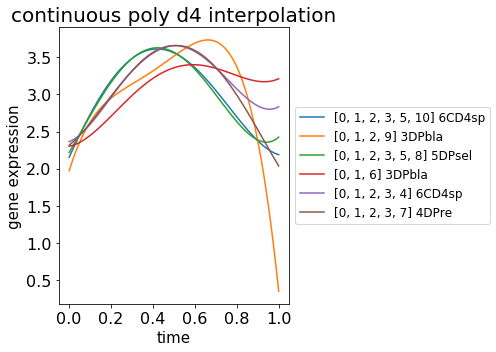 continuous poly d4 interpolation
gene expression
3.5
3.0
2.5
2.0
1.5
1.0
0.5
0.0 0.2 0.4 0.6 0.8 1.0
time
[0, 1, 2, 3, 5, 10] 6CD4sp
[0, 1, 2, 9] 3DPbla
[0, 1, 2, 3, 5, 8] 5DPsel
[0, 1, 6] 3DPbla
[0, 1, 2, 3, 4] 6CD4sp
[0, 1, 2, 3, 7] 4DPre